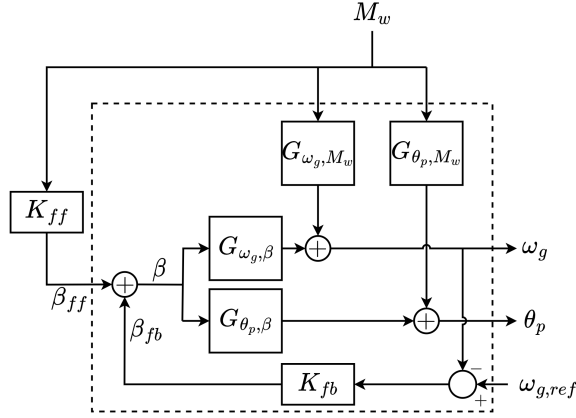 M_w
G_{ω_g,M_w} G_{θ_p,M_w}
K_{ff}
G_{ω_g,β} + ω_g
β
β_{ff} + β_{fb}
G_{θ_p,β} + θ_p
K_{fb} − + ω_{g,ref}